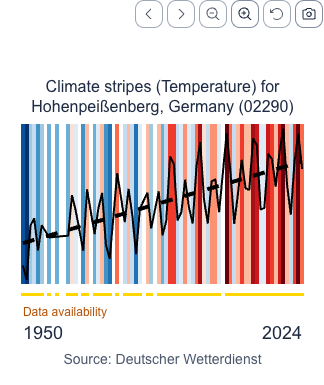 Climate stripes (Temperature) for
Hohenpeißenberg, Germany (02290)
Data availability
1950 2024
Source: Deutscher Wetterdienst